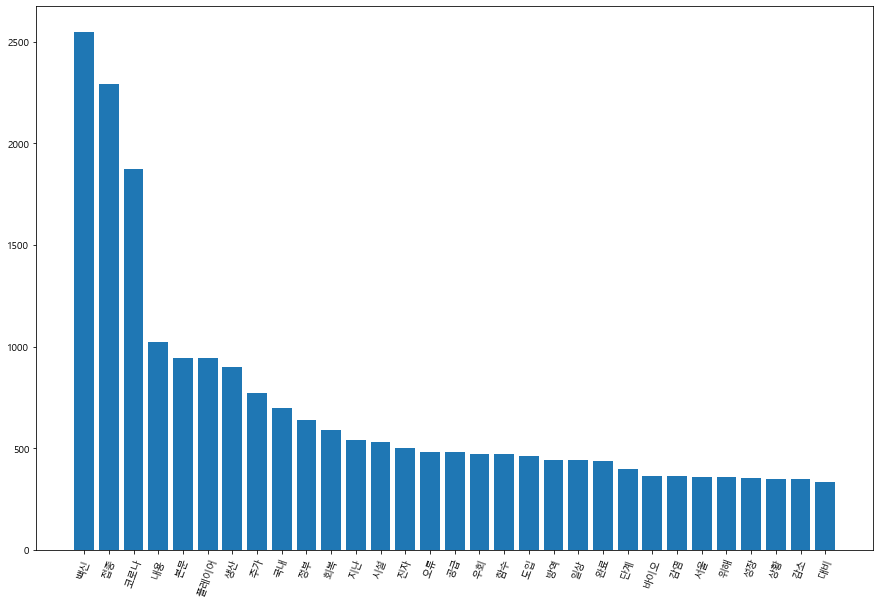 2500
2000
1500
1000
500
0
백신
접종
코로나
내용
본문
플레이어
생산
추가
국내
정부
회복
지난
시설
진자
오류
공급
우회
함수
도입
방역
일상
완료
단계
바이오
감염
서울
위해
성장
상황
감소
대비